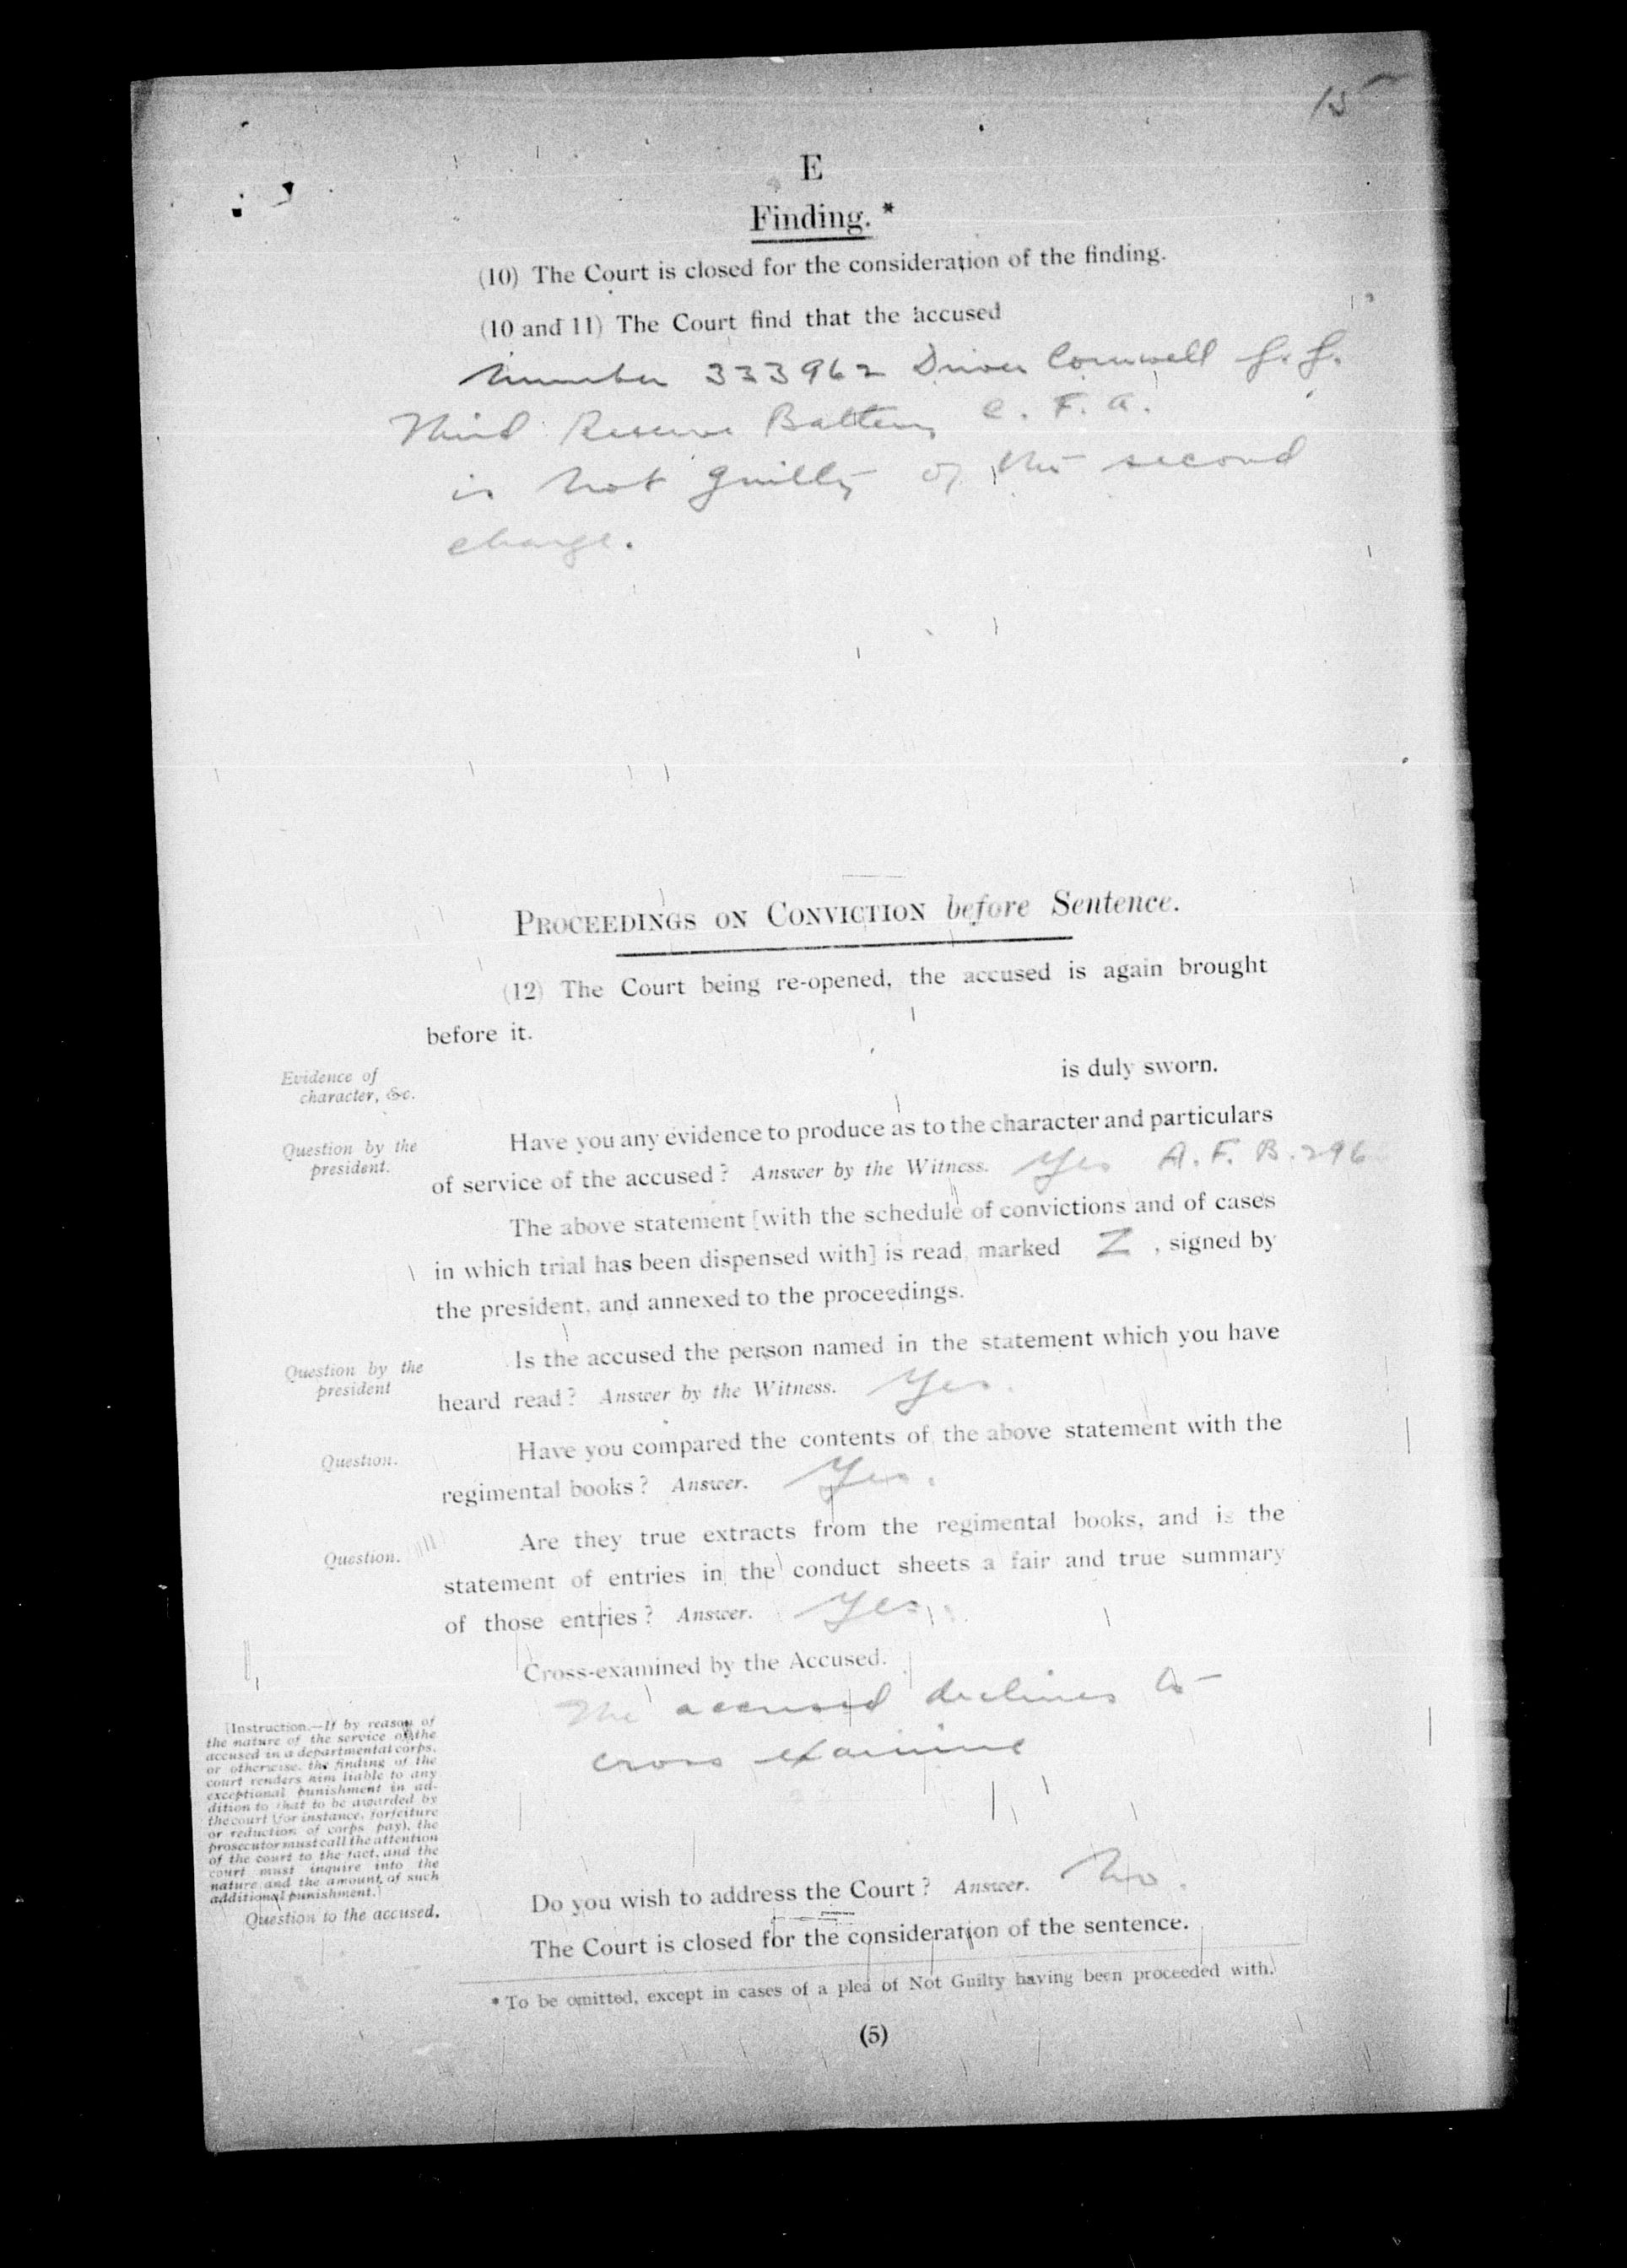 15
E
Finding.*
(10) The Court is closed for the consideration of the finding.
(10 and 11) The Court find that the accused
Number 333962 Driver Cornwell J. J.
Third Reserve Battery C. F. A.
is not guilty of the second
charge.
PROCEEDINGS ON CONVICTION before Sentence.
(12) The Court being re-opened, the accused is again brought
before it.
Evidence of
character, &c.
is duly sworn.
Question by the
president.
Have you any evidence to produce as to the character and particulars
of service of the accused? Answer by the Witness. Yes A. F. B. 296
The above statement [with the schedule of convictions and of cases
in which trial has been dispensed with] is read, marked Z, signed by
the president, and annexed to the proceedings.
Question by the
president
Is the accused the person named in the statement which you have
heard read? Answer by the Witness. Yes.
Question.
Have you compared the contents of the above statement with the
regimental books? Answer. Yes.
Question.
Are they true extracts from the regimental books, and is the
statement of entries in the conduct sheets a fair and true summary
of those entries? Answer. Yes.
Cross-examined by the Accused.
The accused declines to
cross examine
[Instruction.—If by reason of
the nature of the service of the
accused in a departmental corps,
or otherwise, the finding of the
court renders him liable to any
exceptional punishment in ad-
dition to that to be awarded by
the court (for instance, forfeiture
or reduction of corps pay), the
prosecutor must call the attention
of the court to the fact, and the
court must inquire into the
nature and the amount of such
additional punishment.]
Question to the accused.
Do you wish to address the Court? Answer. No.
The Court is closed for the consideration of the sentence.
* To be omitted, except in cases of a plea of Not Guilty having been proceeded with.
(5)